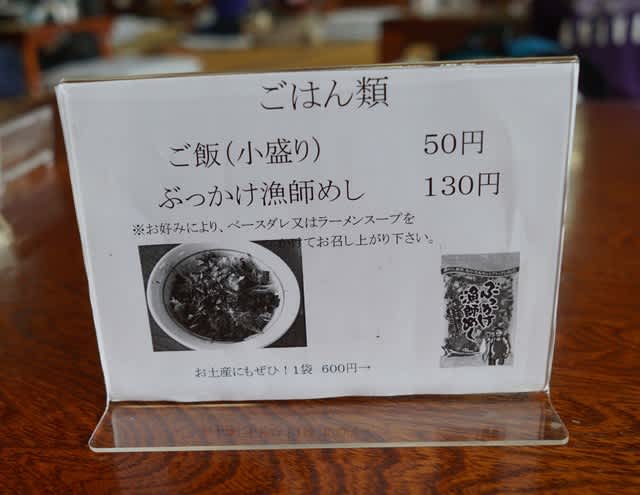 ごはん類
ご飯(小盛り) 50円
ぶっかけ漁師めし 130円
※お好みにより、ベースダレ又はラーメンスープを
かけてお召し上がり下さい。
ぶっかけ
漁師めし
お土産にもぜひ!1袋 600円→